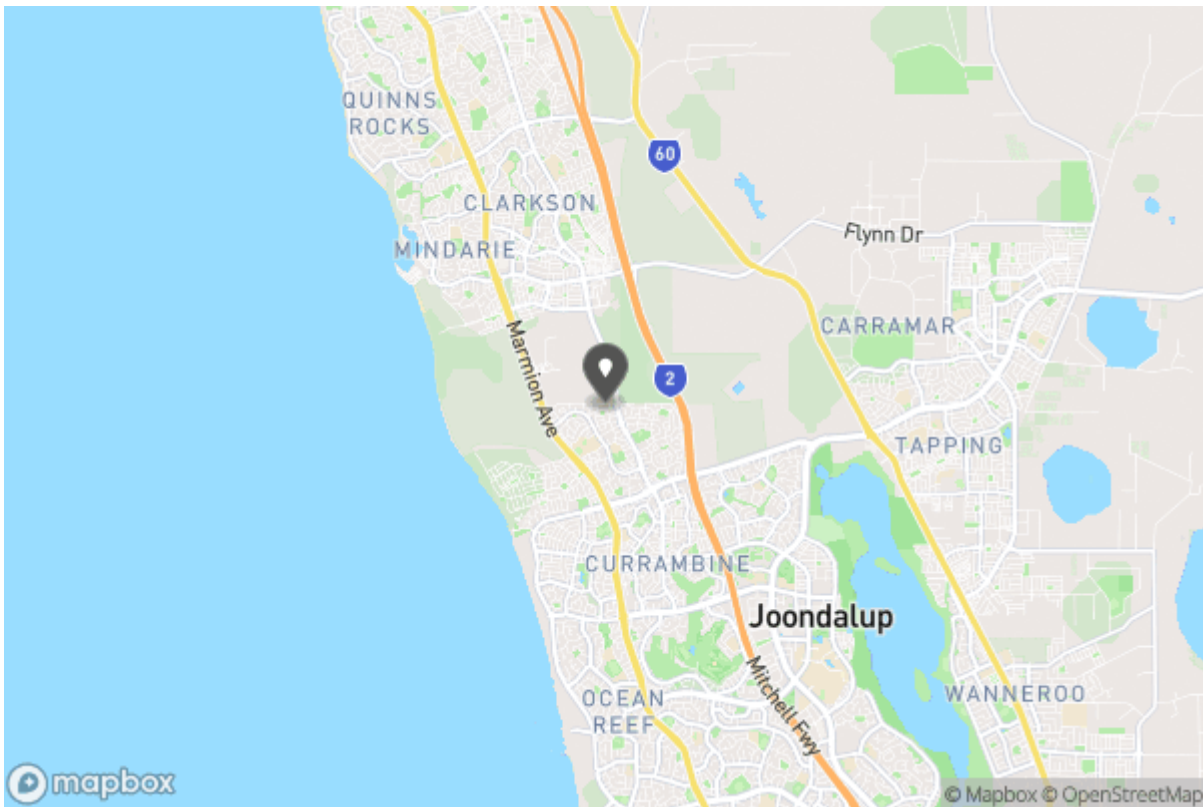 QUINNS
ROCKS
60
CLARKSON
Flynn Dr
MINDARIE
CARRAMAR
Marmion Ave
2
TAPPING
CURRAMBINE
Joondalup
Mitchell Fwy
OCEAN
REEF
WANNEROO
mapbox
© Mapbox © OpenStreetMap